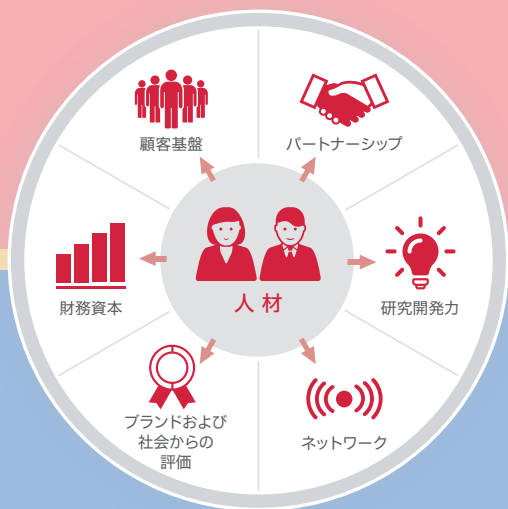 顧客基盤
パートナーシップ
財務資本
人材
研究開発力
ブランドおよび
社会からの
評価
ネットワーク